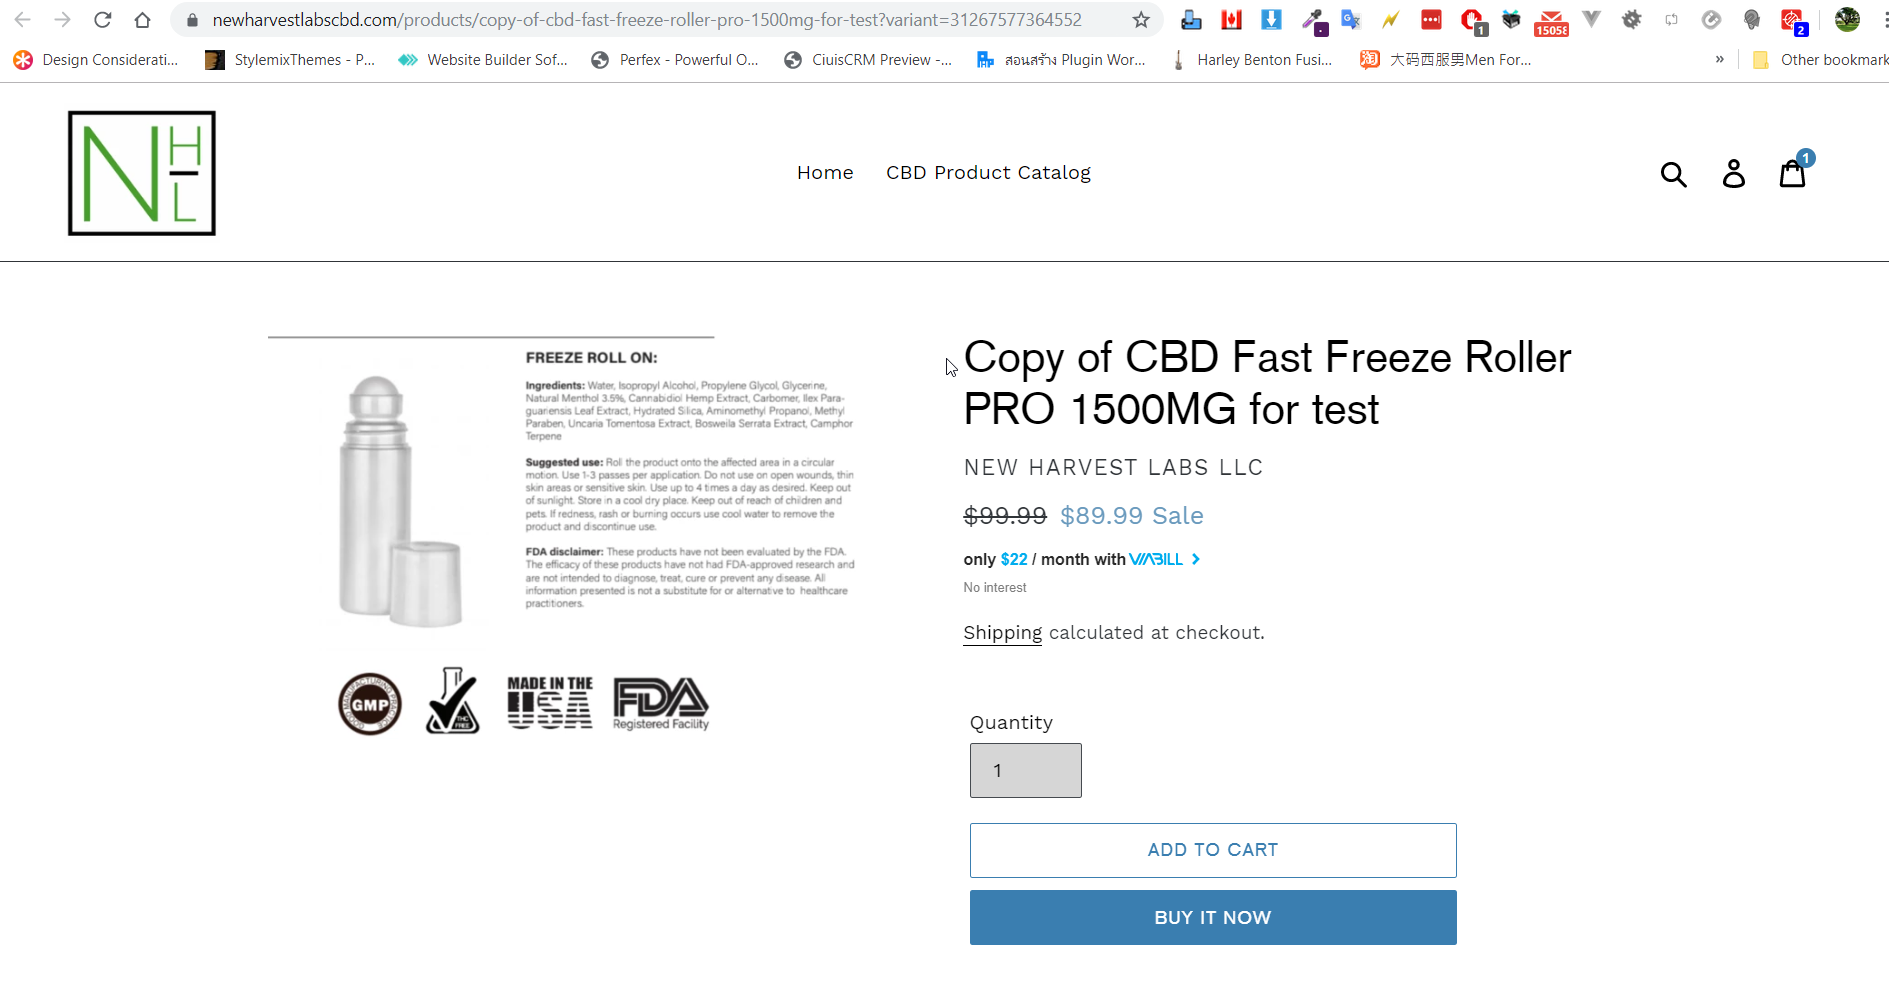 newharvestlabscbd.com/products/copy-of-cbd-fast-freeze-roller-pro-1500mg-for-test?variant=31267577364552
1
15058
2
Design Considerati...
StylemixThemes - P...
Website Builder Sof...
Perfex - Powerful O...
CiuisCRM Preview -...
สอนสร้าง Plugin Wor...
Harley Benton Fusi...
淘
大码西服男Men For...
»
Other bookmark
N H L
Home
CBD Product Catalog
1
FREEZE ROLL ON:
Ingredients: Water, Isopropyl Alcohol, Propylene Glycol, Glycerine,
Natural Menthol 3.5%, Cannabidiol Hemp Extract, Carbomer, Ilex Para-
guariensis Leaf Extract, Hydrated Silica, Aminomethyl Propanol, Methyl
Paraben, Uncaria Tomentosa Extract, Bosweila Serrata Extract, Camphor
Terpene
Suggested use: Roll the product onto the affected area in a circular
motion. Use 1-3 passes per application. Do not use on open wounds, thin
skin areas or sensitive skin. Use up to 4 times a day as desired. Keep out
of sunlight. Store in a cool dry place. Keep out of reach of children and
pets. If redness, rash or burning occurs use cool water to remove the
product and discontinue use.
FDA disclaimer: These products have not been evaluated by the FDA.
The efficacy of these products have not had FDA-approved research and
are not intended to diagnose, treat, cure or prevent any disease. All
information presented is not a substitute for or alternative to healthcare
practitioners.
GOOD MANUFACTURING PRACTICE
GMP
THC FREE
MADE IN THE
USA
FDA
Registered Facility
Copy of CBD Fast Freeze Roller
PRO 1500MG for test
NEW HARVEST LABS LLC
$99.99 $89.99 Sale
only $22 / month with VIABILL
No interest
Shipping calculated at checkout.
Quantity
1
ADD TO CART
BUY IT NOW